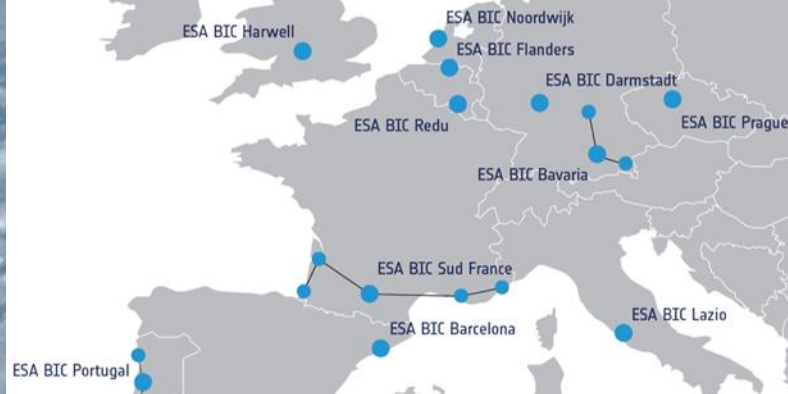 ESA BIC Noordwijk
ESA BIC Harwell
ESA BIC Flanders
ESA BIC Darmstadt
ESA BIC Redu
ESA BIC Prague
ESA BIC Bavaria
ESA BIC Sud France
ESA BIC Lazio
ESA BIC Barcelona
ESA BIC Portugal